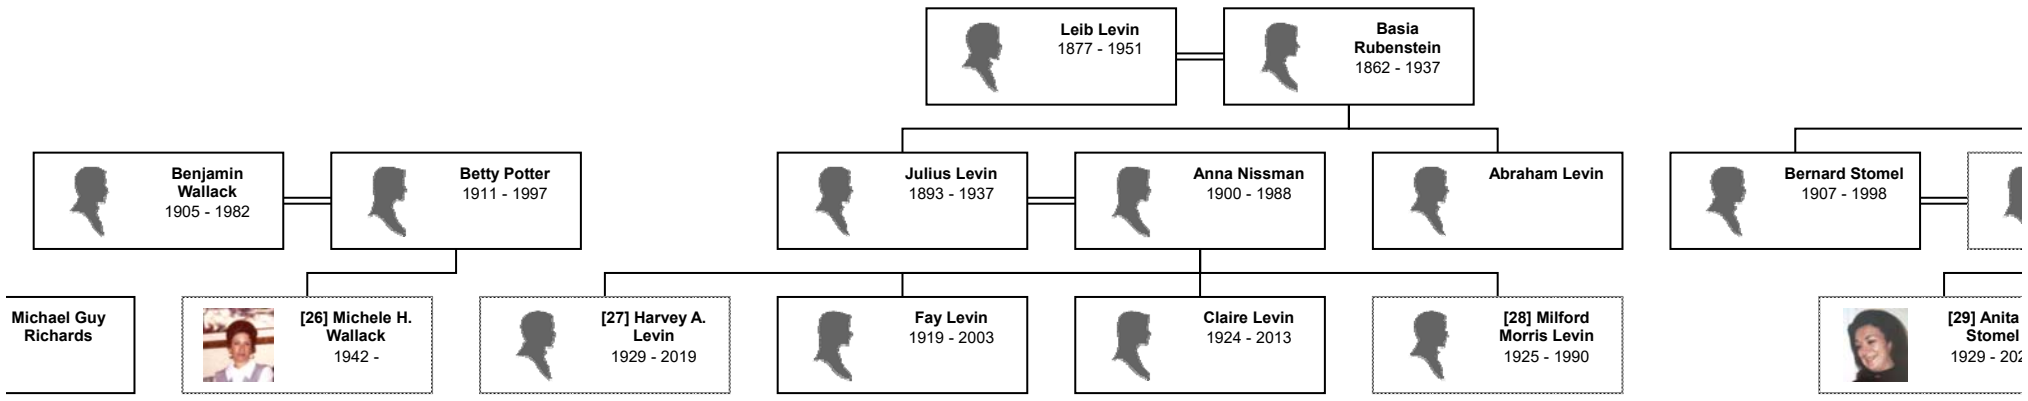 Leib Levin
1877 - 1951
Basia
Rubenstein
1862 - 1937
Benjamin
Wallack
1905 - 1982
Betty Potter
1911 - 1997
Julius Levin
1893 - 1937
Anna Nissman
1900 - 1988
Abraham Levin
Bernard Stomel
1907 - 1998
Michael Guy
Richards
[26] Michele H.
Wallack
1942 -
[27] Harvey A.
Levin
1929 - 2019
Fay Levin
1919 - 2003
Claire Levin
1924 - 2013
[28] Milford
Morris Levin
1925 - 1990
[29] Anita
Stomel
1929 -